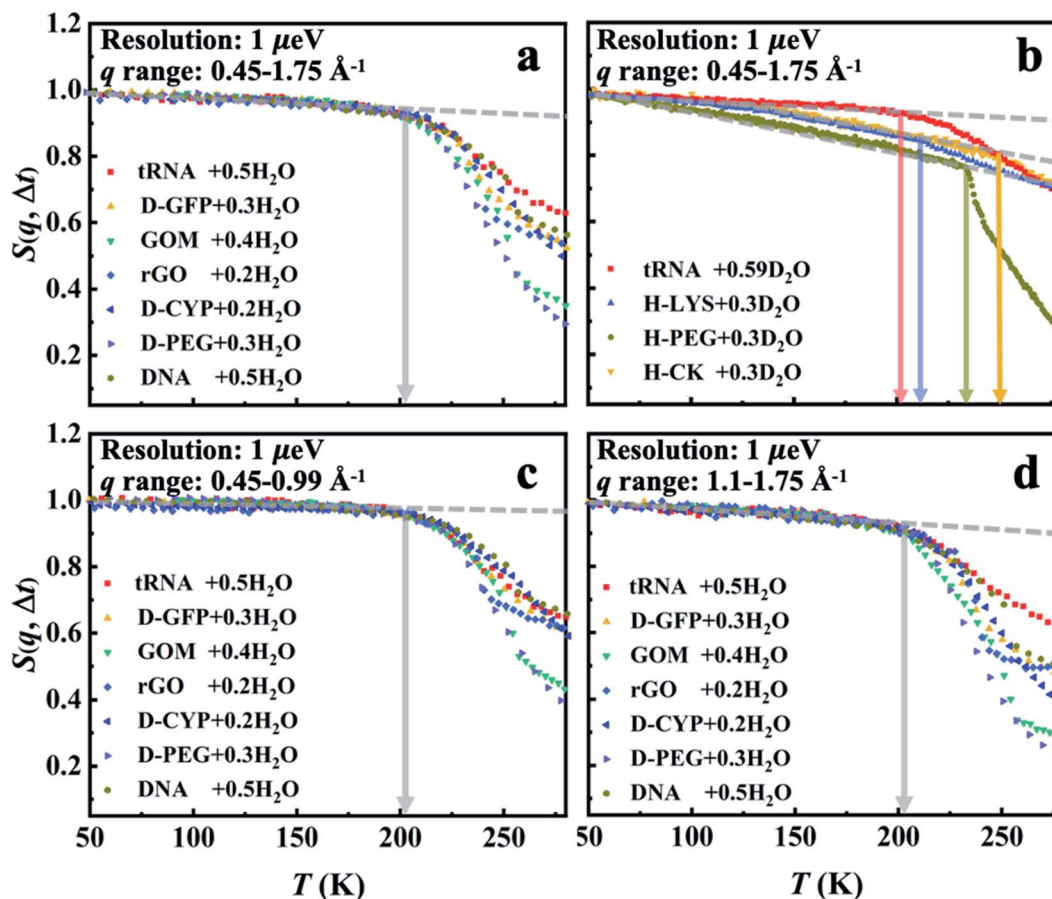 Resolution: 1 μeV
q range: 0.45-1.75 Å⁻¹
a
tRNA +0.5H₂O
D-GFP+0.3H₂O
GOM +0.4H₂O
rGO +0.2H₂O
D-CYP+0.2H₂O
D-PEG+0.3H₂O
DNA +0.5H₂O
1.2
1.0
0.8
0.6
0.4
0.2
S(q, Δt)
Resolution: 1 μeV
q range: 0.45-1.75 Å⁻¹
b
tRNA +0.59D₂O
H-LYS+0.3D₂O
H-PEG+0.3D₂O
H-CK +0.3D₂O
Resolution: 1 μeV
q range: 0.45-0.99 Å⁻¹
c
tRNA +0.5H₂O
D-GFP+0.3H₂O
GOM +0.4H₂O
rGO +0.2H₂O
D-CYP+0.2H₂O
D-PEG+0.3H₂O
DNA +0.5H₂O
1.2
1.0
0.8
0.6
0.4
0.2
S(q, Δt)
50 100 150 200 250
T (K)
Resolution: 1 μeV
q range: 1.1-1.75 Å⁻¹
d
tRNA +0.5H₂O
D-GFP+0.3H₂O
GOM +0.4H₂O
rGO +0.2H₂O
D-CYP+0.2H₂O
D-PEG+0.3H₂O
DNA +0.5H₂O
50 100 150 200 250
T (K)